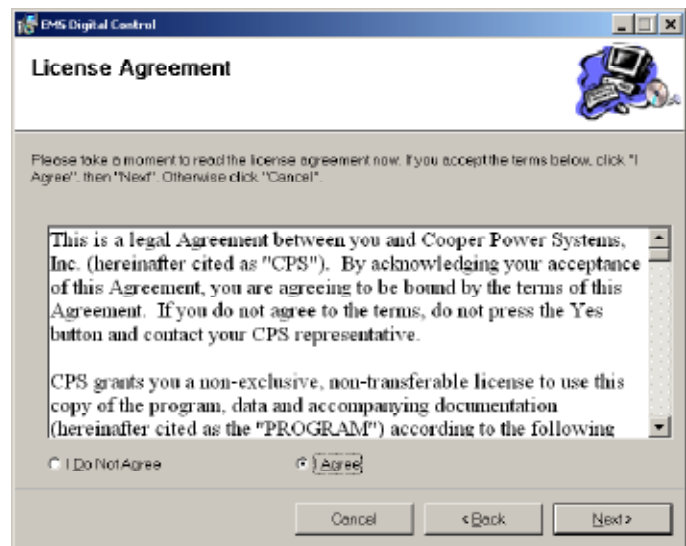 EMS Digital Control
License Agreement
Please take a moment to read the license agreement now. If you accept the terms below, click "I
Agree", then "Next". Otherwise click "Cancel".
This is a legal Agreement between you and Cooper Power Systems,
Inc. (hereinafter cited as "CPS").  By acknowledging your acceptance
of this Agreement, you are agreeing to be bound by the terms of this
Agreement.  If you do not agree to the terms, do not press the Yes
button and contact your CPS representative.
CPS grants you a non-exclusive, non-transferable license to use this
copy of the program, data and accompanying documentation
(hereinafter cited as the "PROGRAM") according to the following
I Do Not Agree
I Agree
Cancel
< Back
Next >